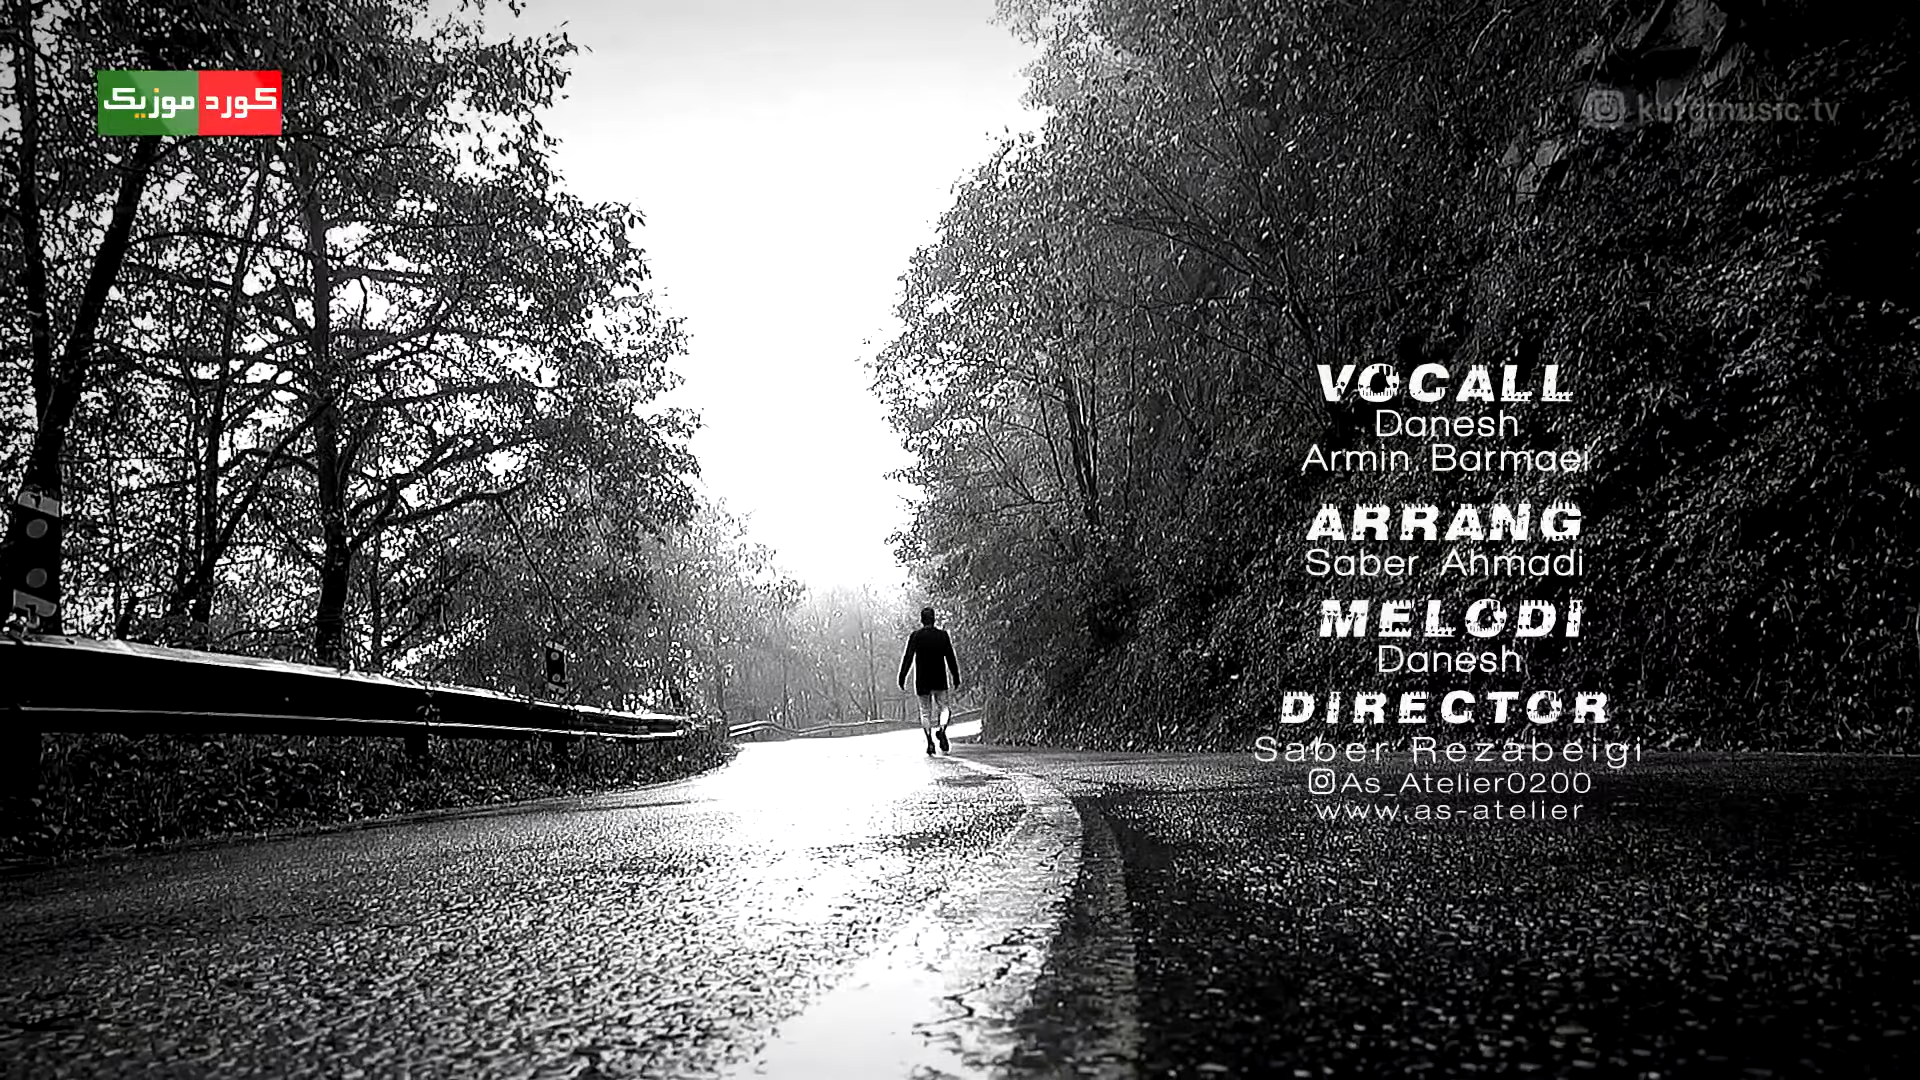 کورد موزیک
kurdmusic.tv
VOCALL
Danesh
Armin Barmaei
ARRANG
Saber Ahmadi
MELODI
Danesh
DIRECTOR
Saber Rezabeigi
As_Atelier0200
www.as-atelier